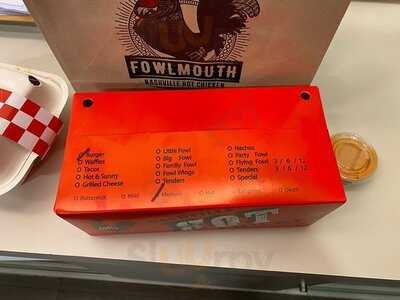 FOWLMOUTH
NASHVILLE HOT CHICKEN
Burger
Waffles
Tacos
Hot & Sunny
Grilled Cheese
Little Fowl
Big Fowl
Family Fowl
Fowl Wings
Tenders
Nachos
Party Fowl
Flying Fowl 3 / 6 / 12
Tenders 3 / 6 / 12
Special
Buttermilk Mild Medium Hot Death
HOT
sluurpy